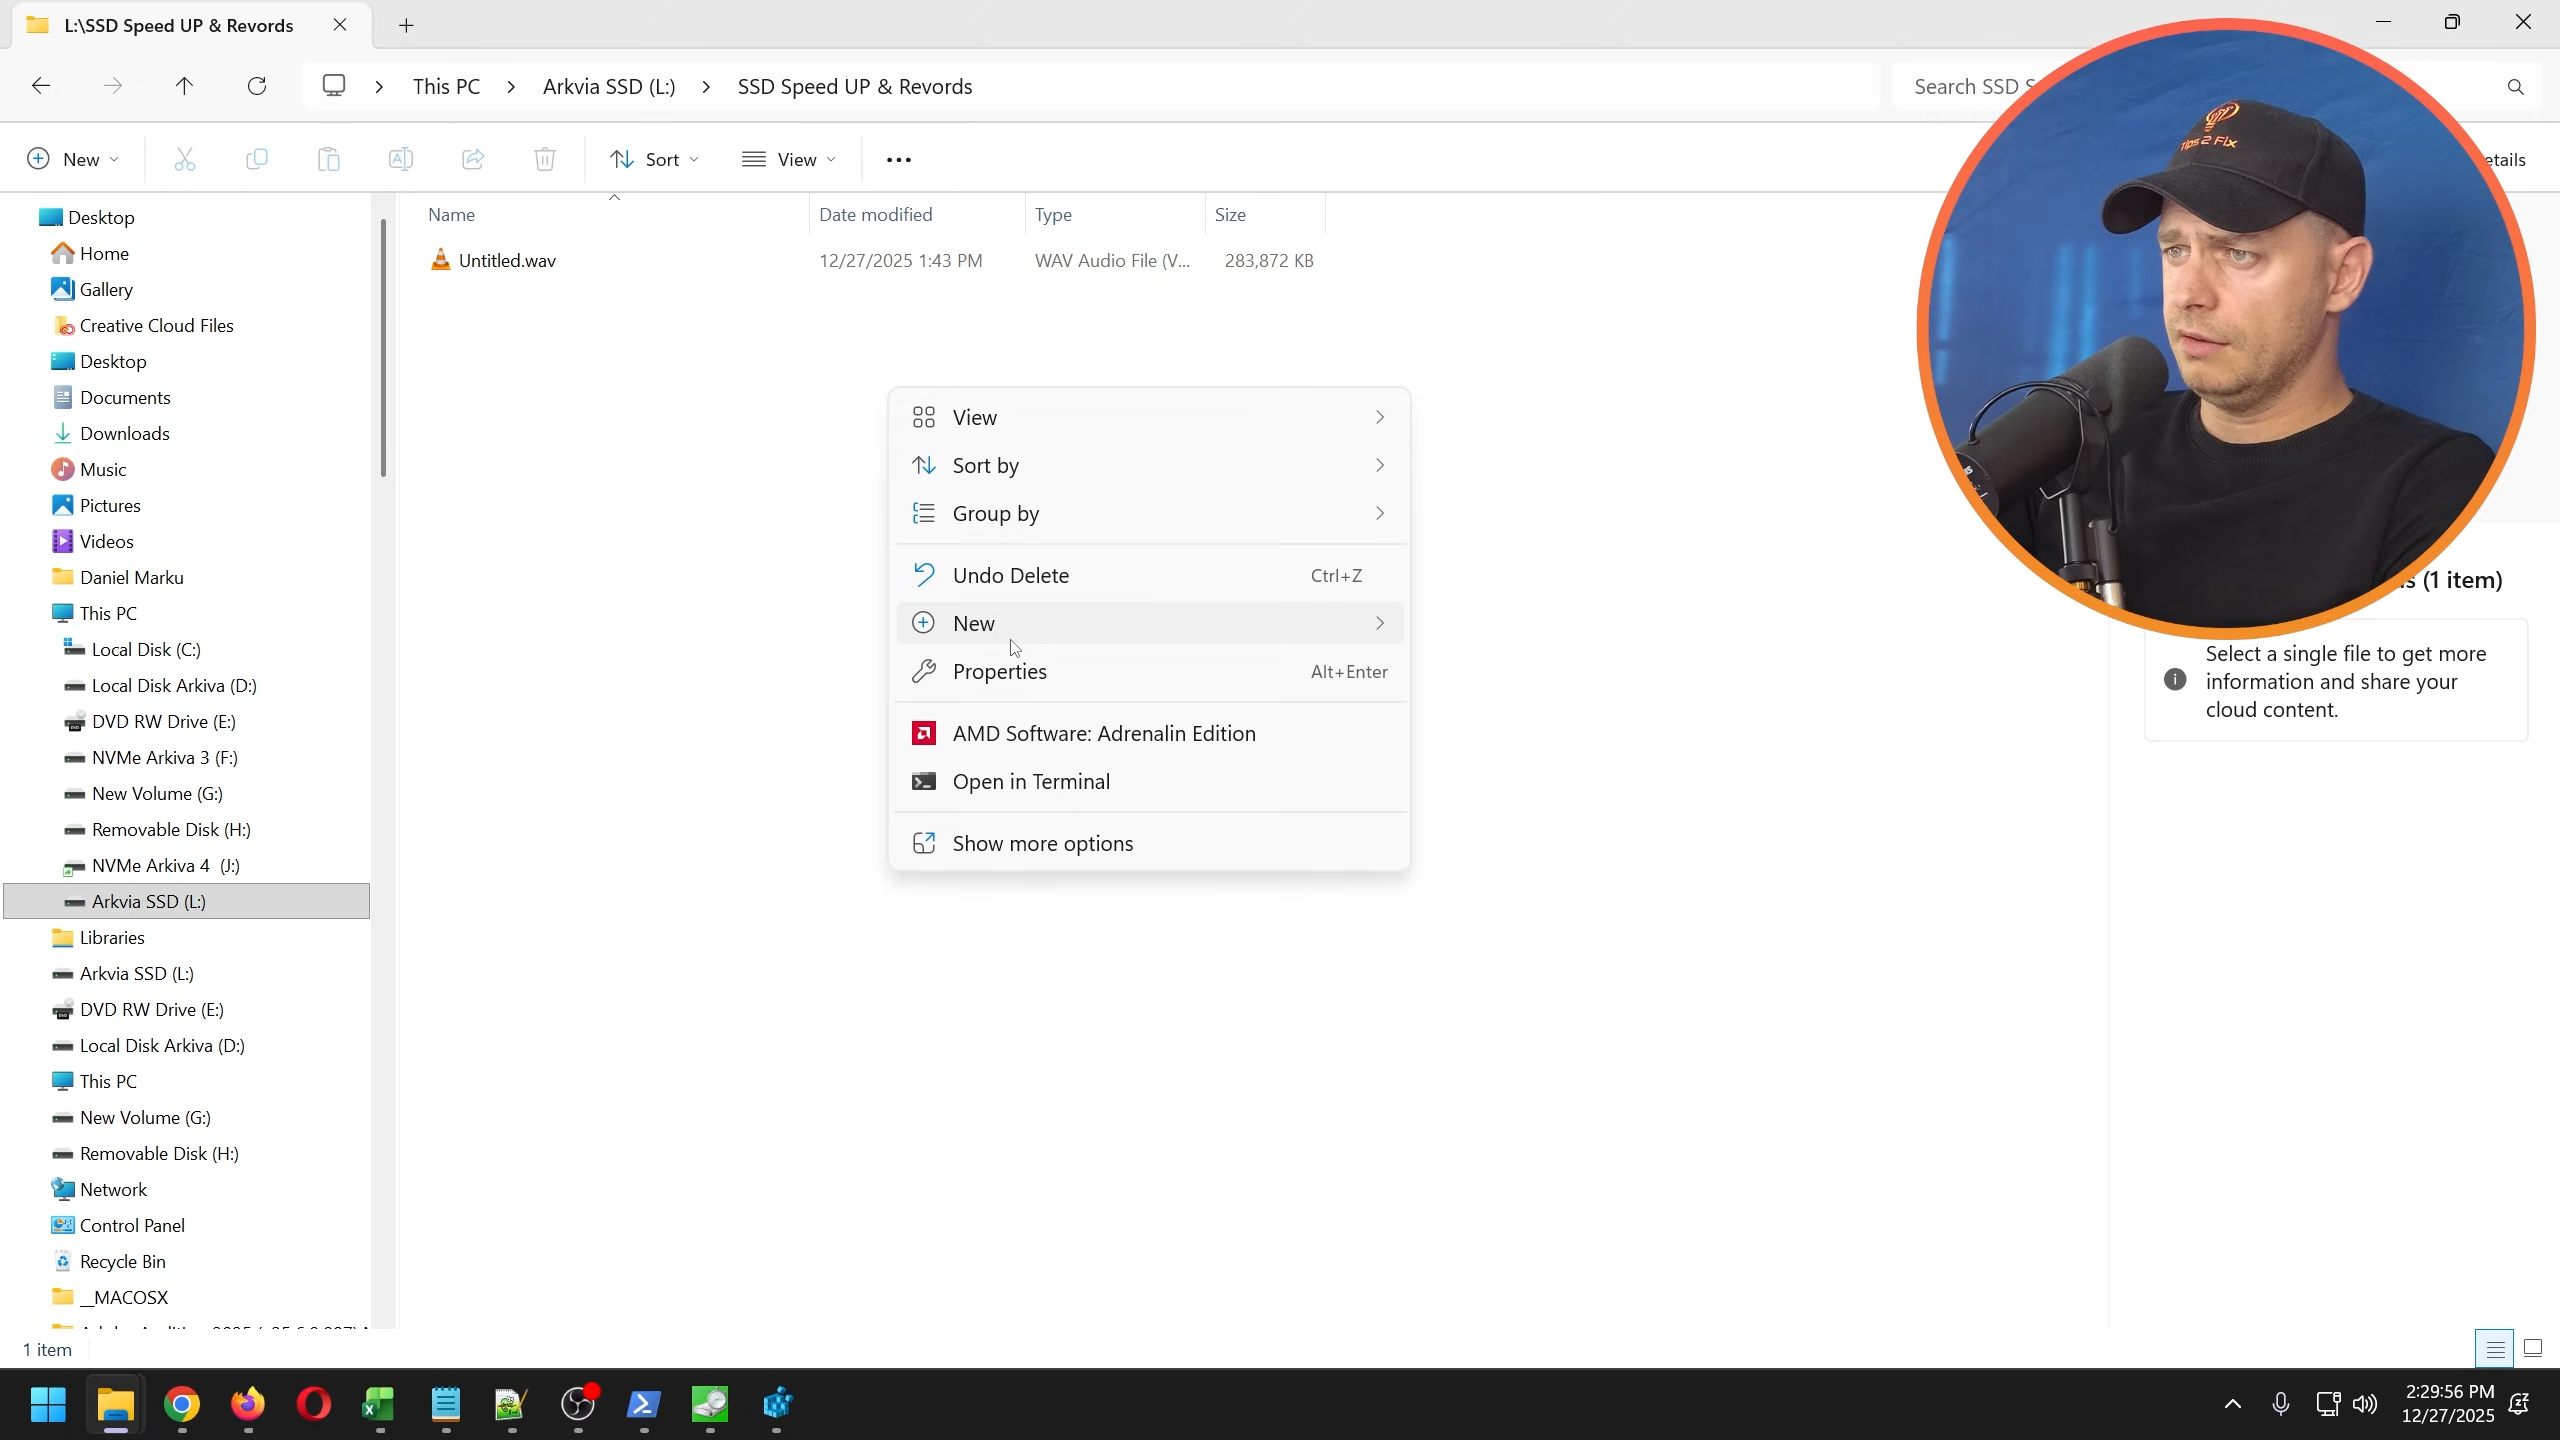 L:\SSD Speed UP & Revords
This PC > Arkvia SSD (L:) > SSD Speed UP & Revords
Search SSD S
New
Sort
View
etails
Name
Date modified
Type
Size
Untitled.wav
12/27/2025 1:43 PM
WAV Audio File (V...
283,872 KB
Tips 2 Fix
Desktop
Home
Gallery
Creative Cloud Files
Desktop
Documents
Downloads
Music
Pictures
Videos
Daniel Marku
This PC
Local Disk (C:)
Local Disk Arkiva (D:)
DVD RW Drive (E:)
NVMe Arkiva 3 (F:)
New Volume (G:)
Removable Disk (H:)
NVMe Arkiva 4 (J:)
Arkvia SSD (L:)
Libraries
Arkvia SSD (L:)
DVD RW Drive (E:)
Local Disk Arkiva (D:)
This PC
New Volume (G:)
Removable Disk (H:)
Network
Control Panel
Recycle Bin
__MACOSX
View
Sort by
Group by
Undo Delete Ctrl+Z
New
Properties Alt+Enter
AMD Software: Adrenalin Edition
Open in Terminal
Show more options
(1 item)
Select a single file to get more
information and share your
cloud content.
1 item
2:29:56 PM
12/27/2025